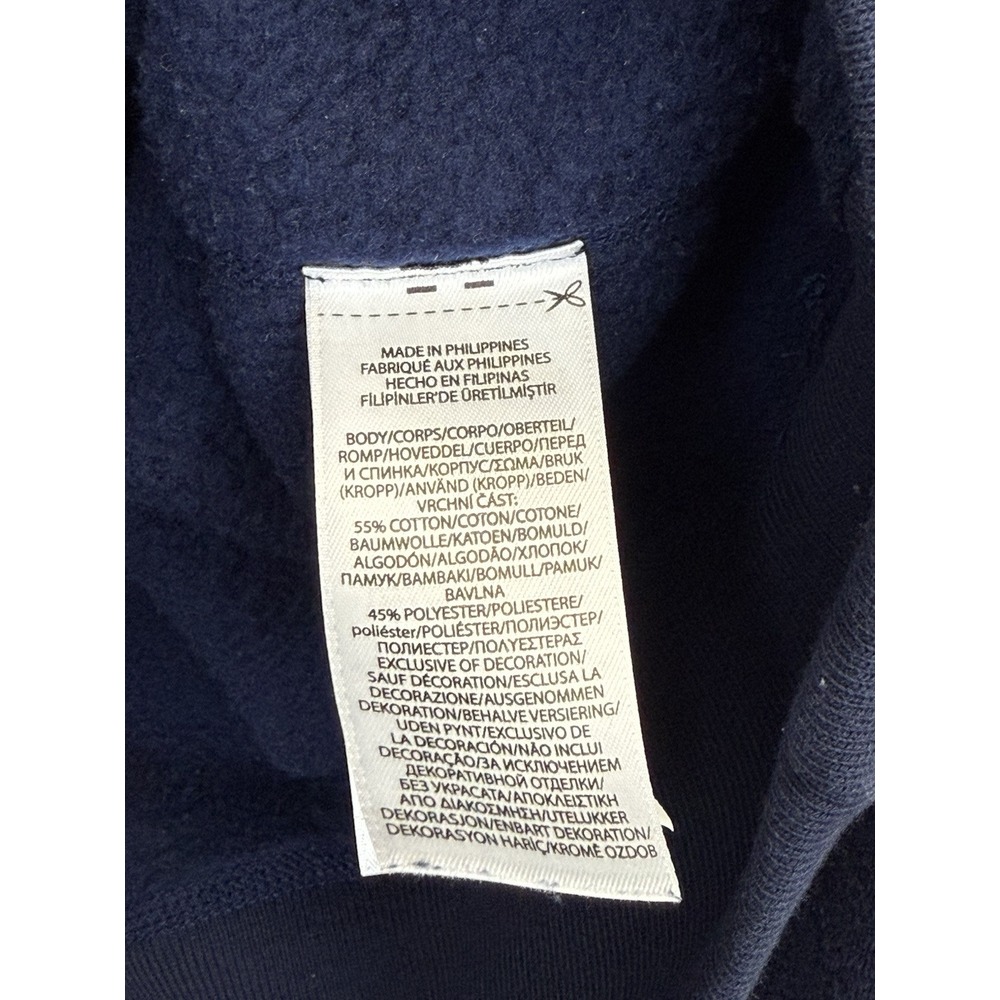 MADE IN PHILIPPINES
FABRIQUÉ AUX PHILIPPINES
HECHO EN FILIPINAS
FİLİPİNLER'DE ÜRETİLMİŞTİR
BODY/CORPS/CORPO/OBERTEIL/
ROMP/HOVEDDEL/CUERPO/ПЕРЕД
И СПИНКА/КОРПУС/ΣΩΜΑ/BRUK
(KROPP)/ANVÄND (KROPP)/BEDEN/
VRCHNÍ ČÁST:
55% COTTON/COTON/COTONE/
BAUMWOLLE/KATOEN/BOMULD/
ALGODÓN/ALGODÃO/ХЛОПОК/
ПАМУК/ΒΑΜΒΑΚΙ/BOMULL/PAMUK/
BAVLNA
45% POLYESTER/POLIESTERE/
poliéster/POLIÉSTER/ПОЛИЭСТЕР/
ПОЛИЕСТЕР/ΠΟΛΥΕΣΤΕΡΑΣ
EXCLUSIVE OF DECORATION/
SAUF DÉCORATION/ESCLUSA LA
DECORAZIONE/AUSGENOMMEN
DEKORATION/BEHALVE VERSIERING/
UDEN PYNT/EXCLUSIVO DE
LA DECORACIÓN/NÃO INCLUI
DECORAÇÃO/ЗА ИСКЛЮЧЕНИЕМ
ДЕКОРАТИВНОЙ ОТДЕЛКИ/
БЕЗ УКРАСАТА/ΑΠΟΚΛΕΙΣΤΙΚΗ
ΑΠΟ ΔΙΑΚΟΣΜΗΣΗ/UTELUKKER
DEKORASJON/ENBART DEKORATION/
DEKORASYON HARİÇ/KROMĚ OZDOB